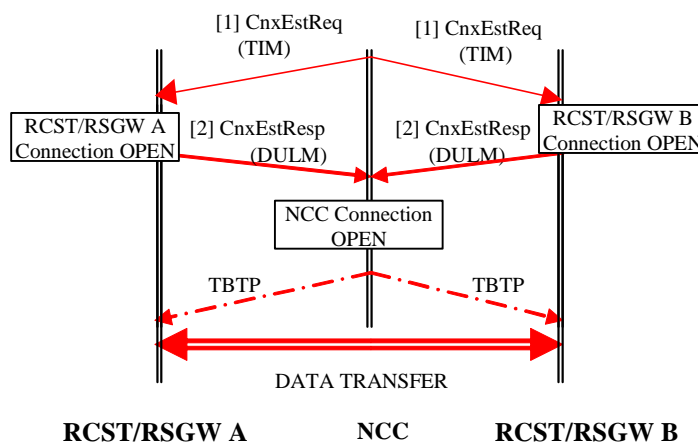 [1] CnxEstReq
(TIM)
[1] CnxEstReq
(TIM)
RCST/RSGW A
Connection OPEN
[2] CnxEstResp
(DULM)
[2] CnxEstResp
(DULM)
RCST/RSGW B
Connection OPEN
NCC Connection
OPEN
TBTP
TBTP
DATA TRANSFER
RCST/RSGW A
NCC
RCST/RSGW B